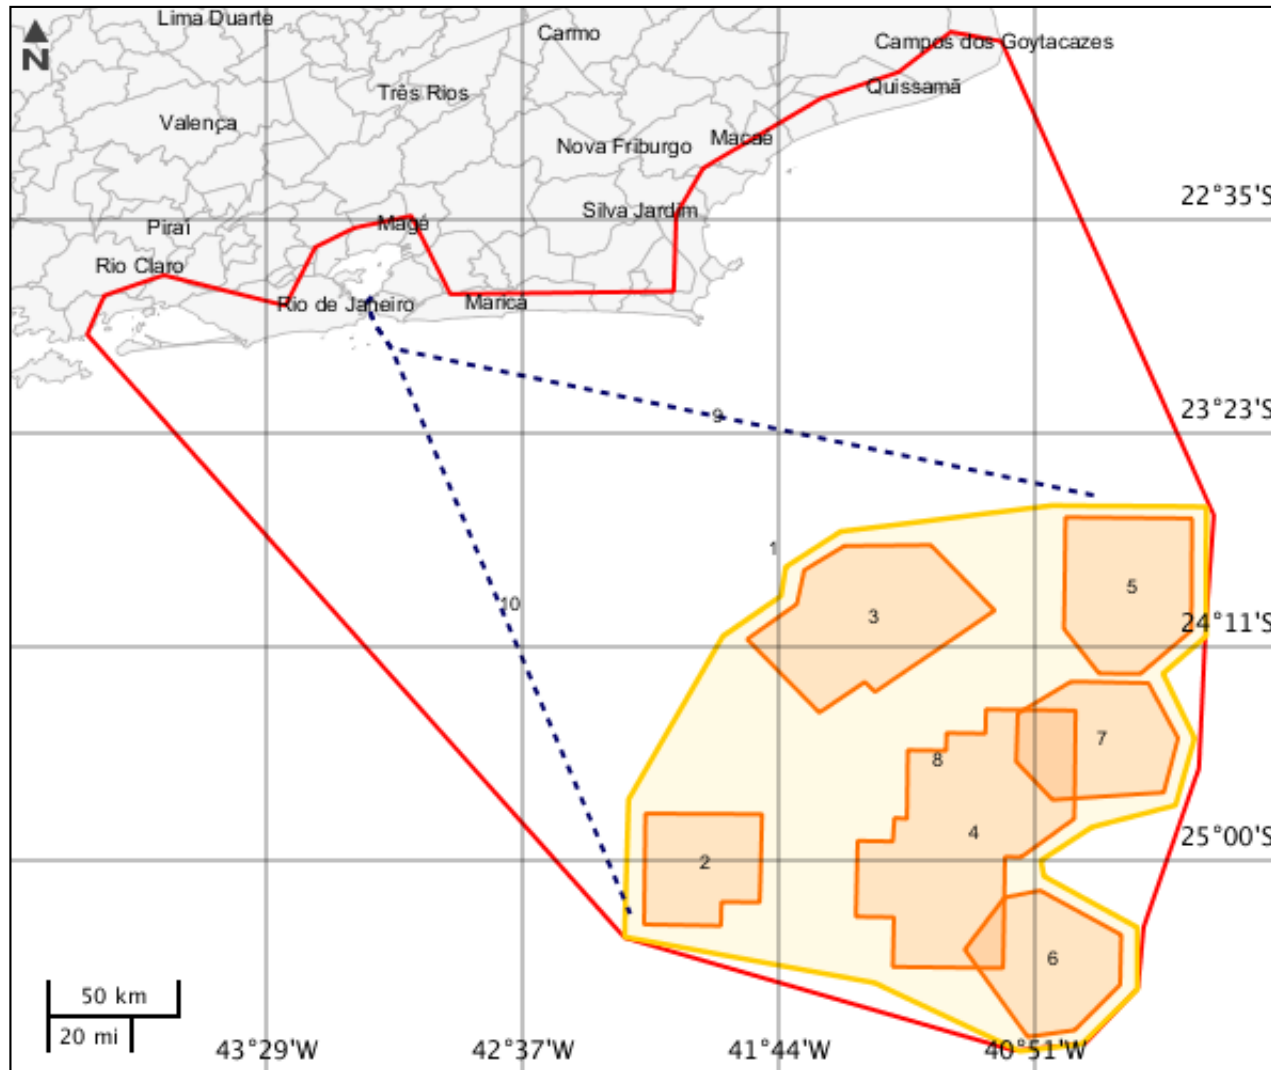 Lima Duarte
Carmo
Campos dos Goytacazes
N
Três Rios
Quissamã
Valença
Macaé
Nova Friburgo
22°35'S
Silva Jardim
Piraí
Magé
Rio Claro
Rio de Janeiro
Maricá
23°23'S
9
1
5
10
3
24°11'S
7
8
4
25°00'S
2
6
50 km
20 mi
43°29'W
42°37'W
41°44'W
40°51'W